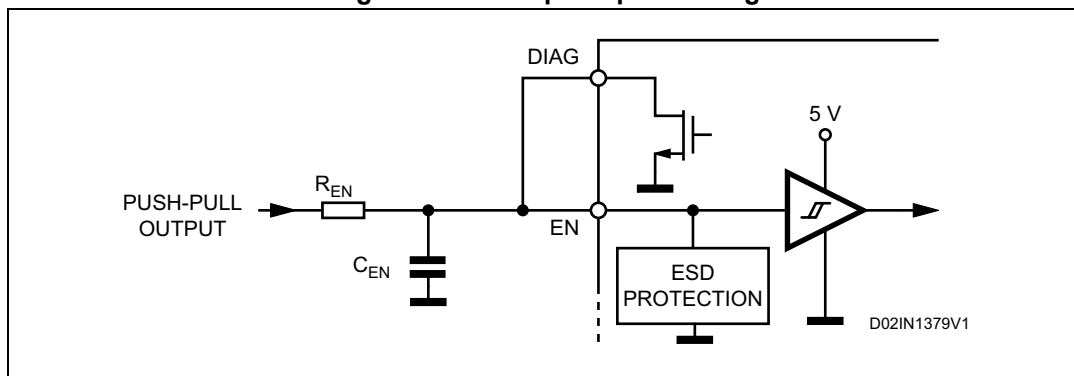 DIAG
5 V
PUSH-PULL
OUTPUT
R_EN
EN
C_EN
ESD
PROTECTION
D02IN1379V1